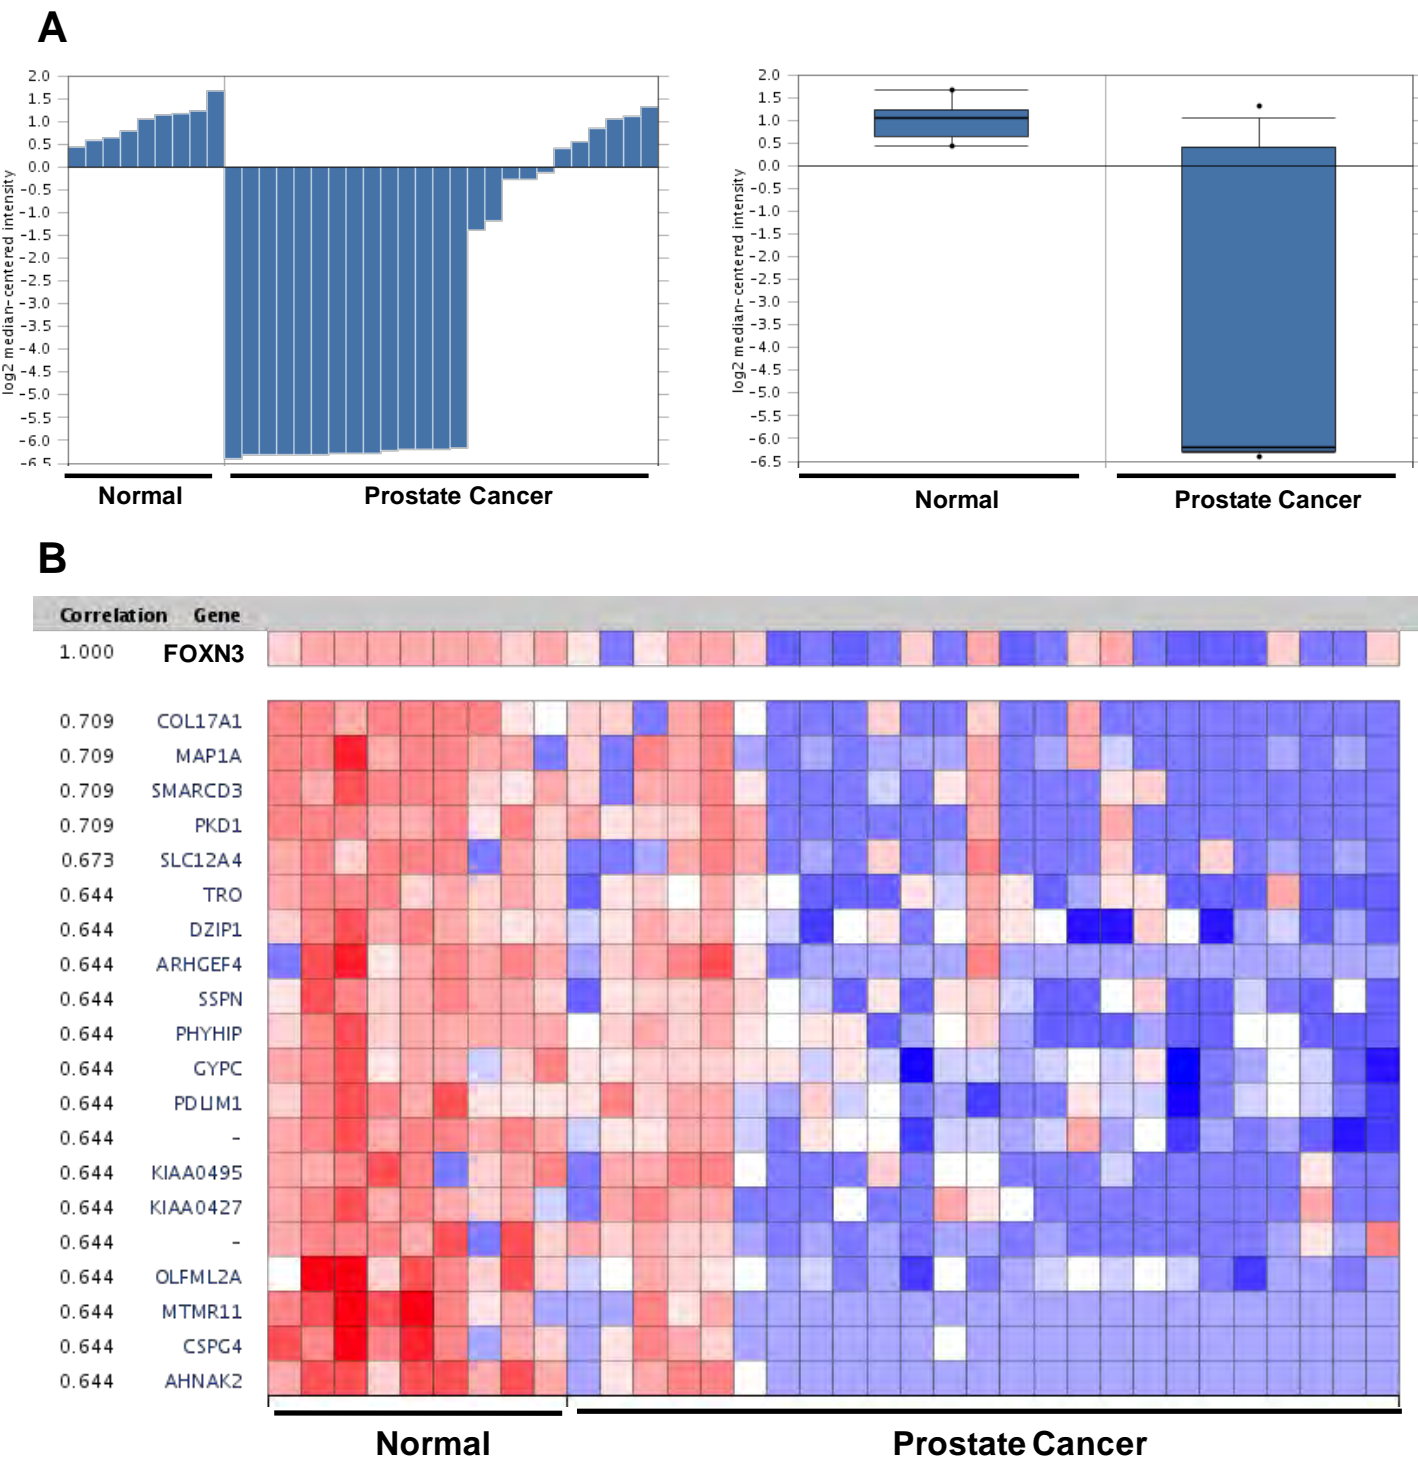 A
2.0
1.5
1.0
0.5
0.0
-0.5
-1.0
-1.5
-2.0
-2.5
-3.0
-3.5
-4.0
-4.5
-5.0
-5.5
-6.0
-6.5
log2 median-centered intensity
Normal
Prostate Cancer
2.0
1.5
1.0
0.5
0.0
-0.5
-1.0
-1.5
-2.0
-2.5
-3.0
-3.5
-4.0
-4.5
-5.0
-5.5
-6.0
-6.5
log2 median-centered intensity
Normal
Prostate Cancer
B
Correlation Gene
1.000 FOXN3
0.709 COL17A1
0.709 MAP1A
0.709 SMARCD3
0.709 PKD1
0.673 SLC12A4
0.644 TRO
0.644 DZIP1
0.644 ARHGEF4
0.644 SSPN
0.644 PHYHIP
0.644 GYPC
0.644 PDLIM1
0.644 -
0.644 KIAA0495
0.644 KIAA0427
0.644 -
0.644 OLFML2A
0.644 MTMR11
0.644 CSPG4
0.644 AHNAK2
Normal
Prostate Cancer